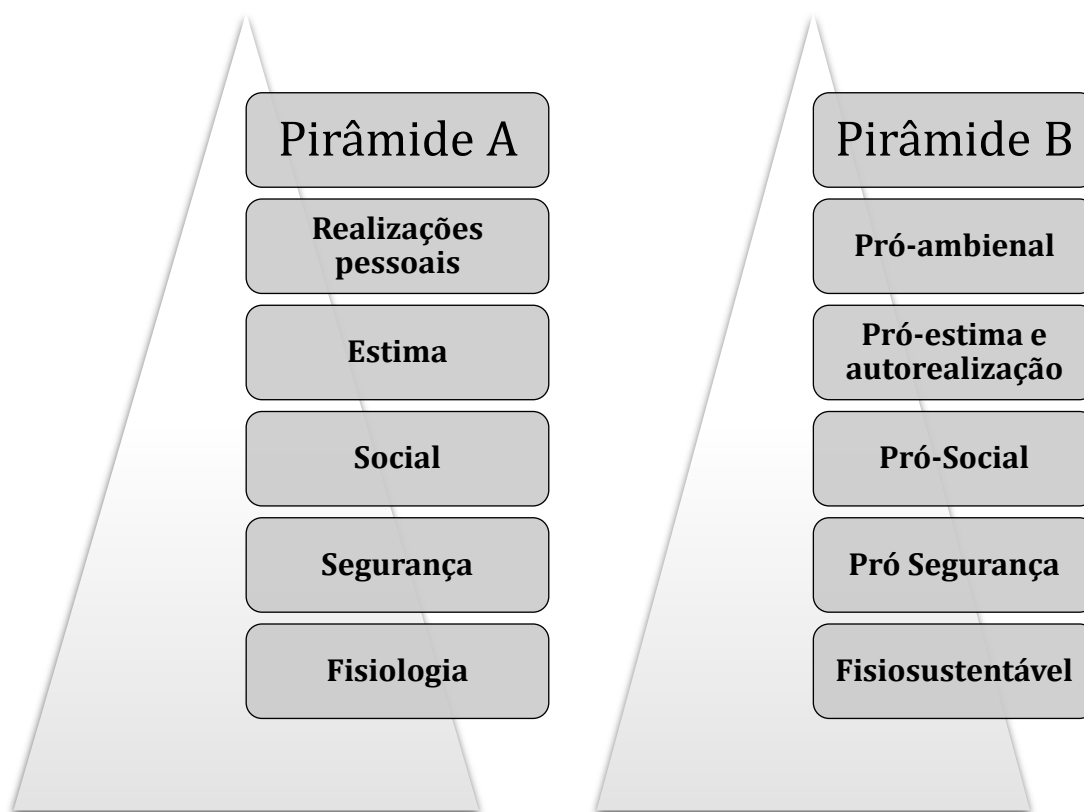 Pirâmide A
Realizações
pessoais
Estima
Social
Segurança
Fisiologia
Pirâmide B
Pró-ambienal
Pró-estima e
autorealização
Pró-Social
Pró Segurança
Fisiosustentável